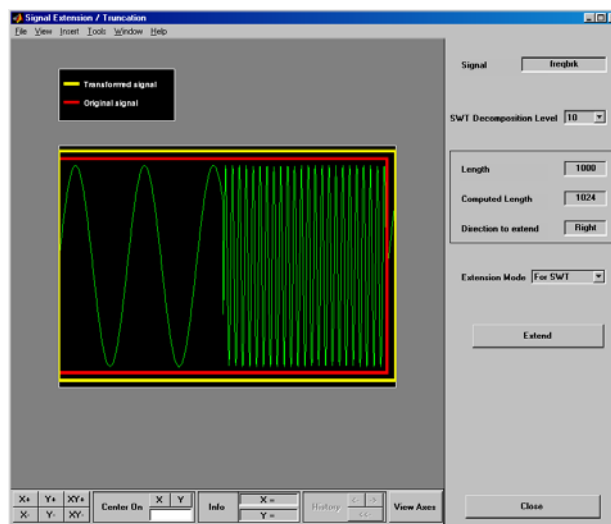 Signal Extension / Truncation
File View Insert Tools Window Help
Transformed signal
Original signal
Signal freqbrk
SWT Decomposition Level 10
Length 1000
Computed Length 1024
Direction to extend Right
Extension Mode For SWT
Extend
X+ Y+ XY+
X- Y- XY-
Center On X Y
Info X =
Y =
History <- ->
<<-
View Axes
Close